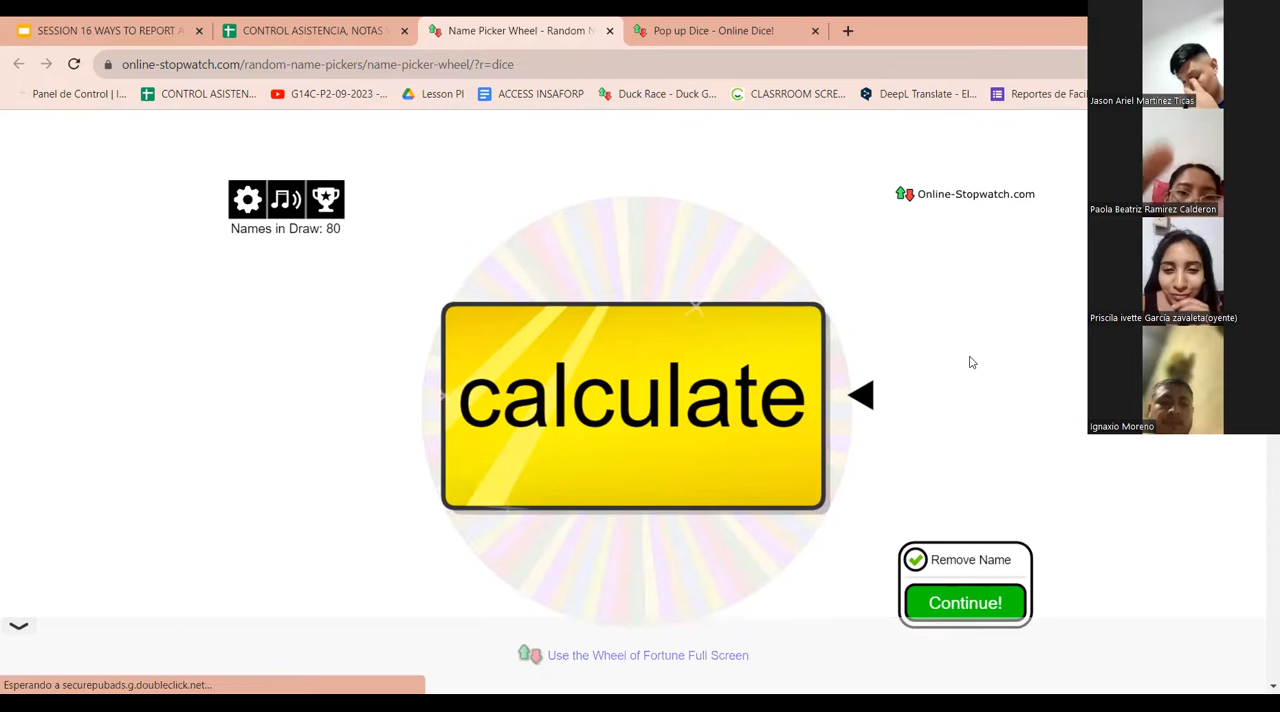 SESSION 16 WAYS TO REPORT A
CONTROL ASISTENCIA, NOTAS
Name Picker Wheel - Random N
Pop up Dice - Online Dice!
online-stopwatch.com/random-name-pickers/name-picker-wheel/?r=dice
Panel de Control | I...
CONTROL ASISTEN...
G14C-P2-09-2023 -...
Lesson Pl
ACCESS INSAFORP
Duck Race - Duck G...
CLASRROOM SCRE...
DeepL Translate - El...
Reportes de Facil
Jason Ariel Martínez Ticas
Paola Beatriz Ramirez Calderon
Priscila ivette García zavaleta(oyente)
Ignaxio Moreno
Names in Draw: 80
Online-Stopwatch.com
calculate
Remove Name
Continue!
Use the Wheel of Fortune Full Screen
Esperando a securepubads.g.doubleclick.net...